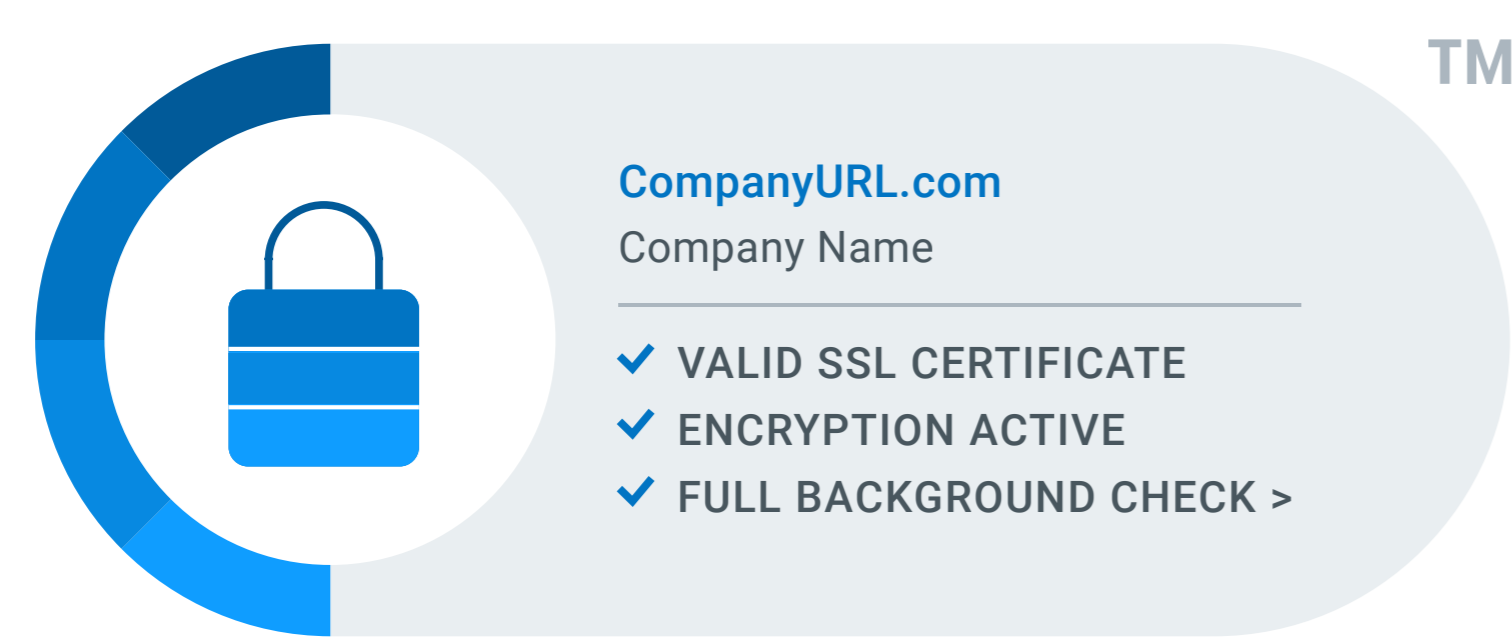 TM
CompanyURL.com
Company Name
VALID SSL CERTIFICATE
ENCRYPTION ACTIVE
FULL BACKGROUND CHECK >